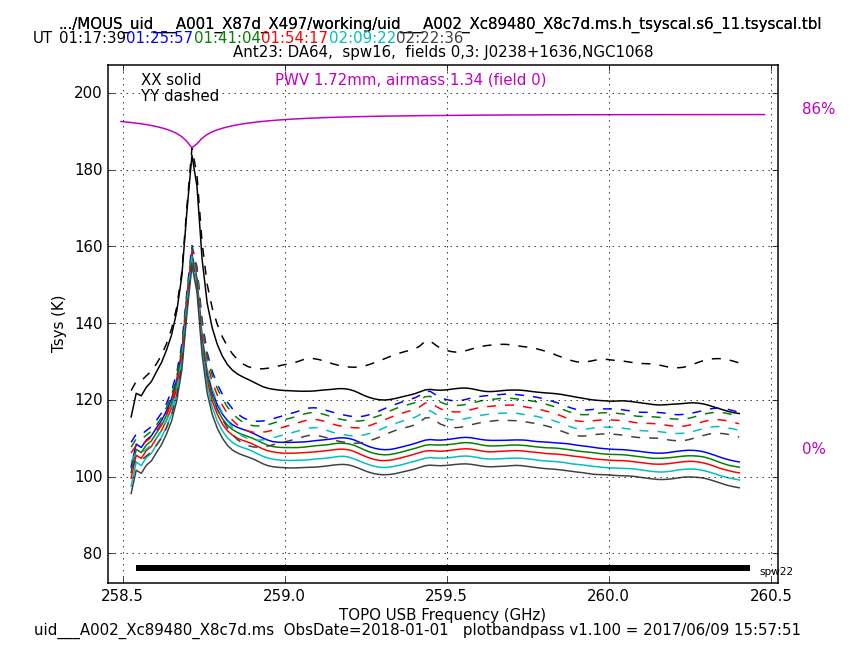 .../MOUS_uid___A001_X87d_X497/working/uid___A002_Xc89480_X8c7d.ms.h_tsyscal.s6_11.tsyscal.tbl
UT 01:17:39 01:25:57 01:41:04 01:54:17 02:09:22 02:22:36
Ant23: DA64, spw16, fields 0,3: J0238+1636,NGC1068
XX solid PWV 1.72mm, airmass 1.34 (field 0)
YY dashed
200
86%
180
160
140
120
100
0%
80
Tsys (K)
spw22
258.5 259.0 259.5 260.0 260.5
TOPO USB Frequency (GHz)
uid___A002_Xc89480_X8c7d.ms ObsDate=2018-01-01 plotbandpass v1.100 = 2017/06/09 15:57:51